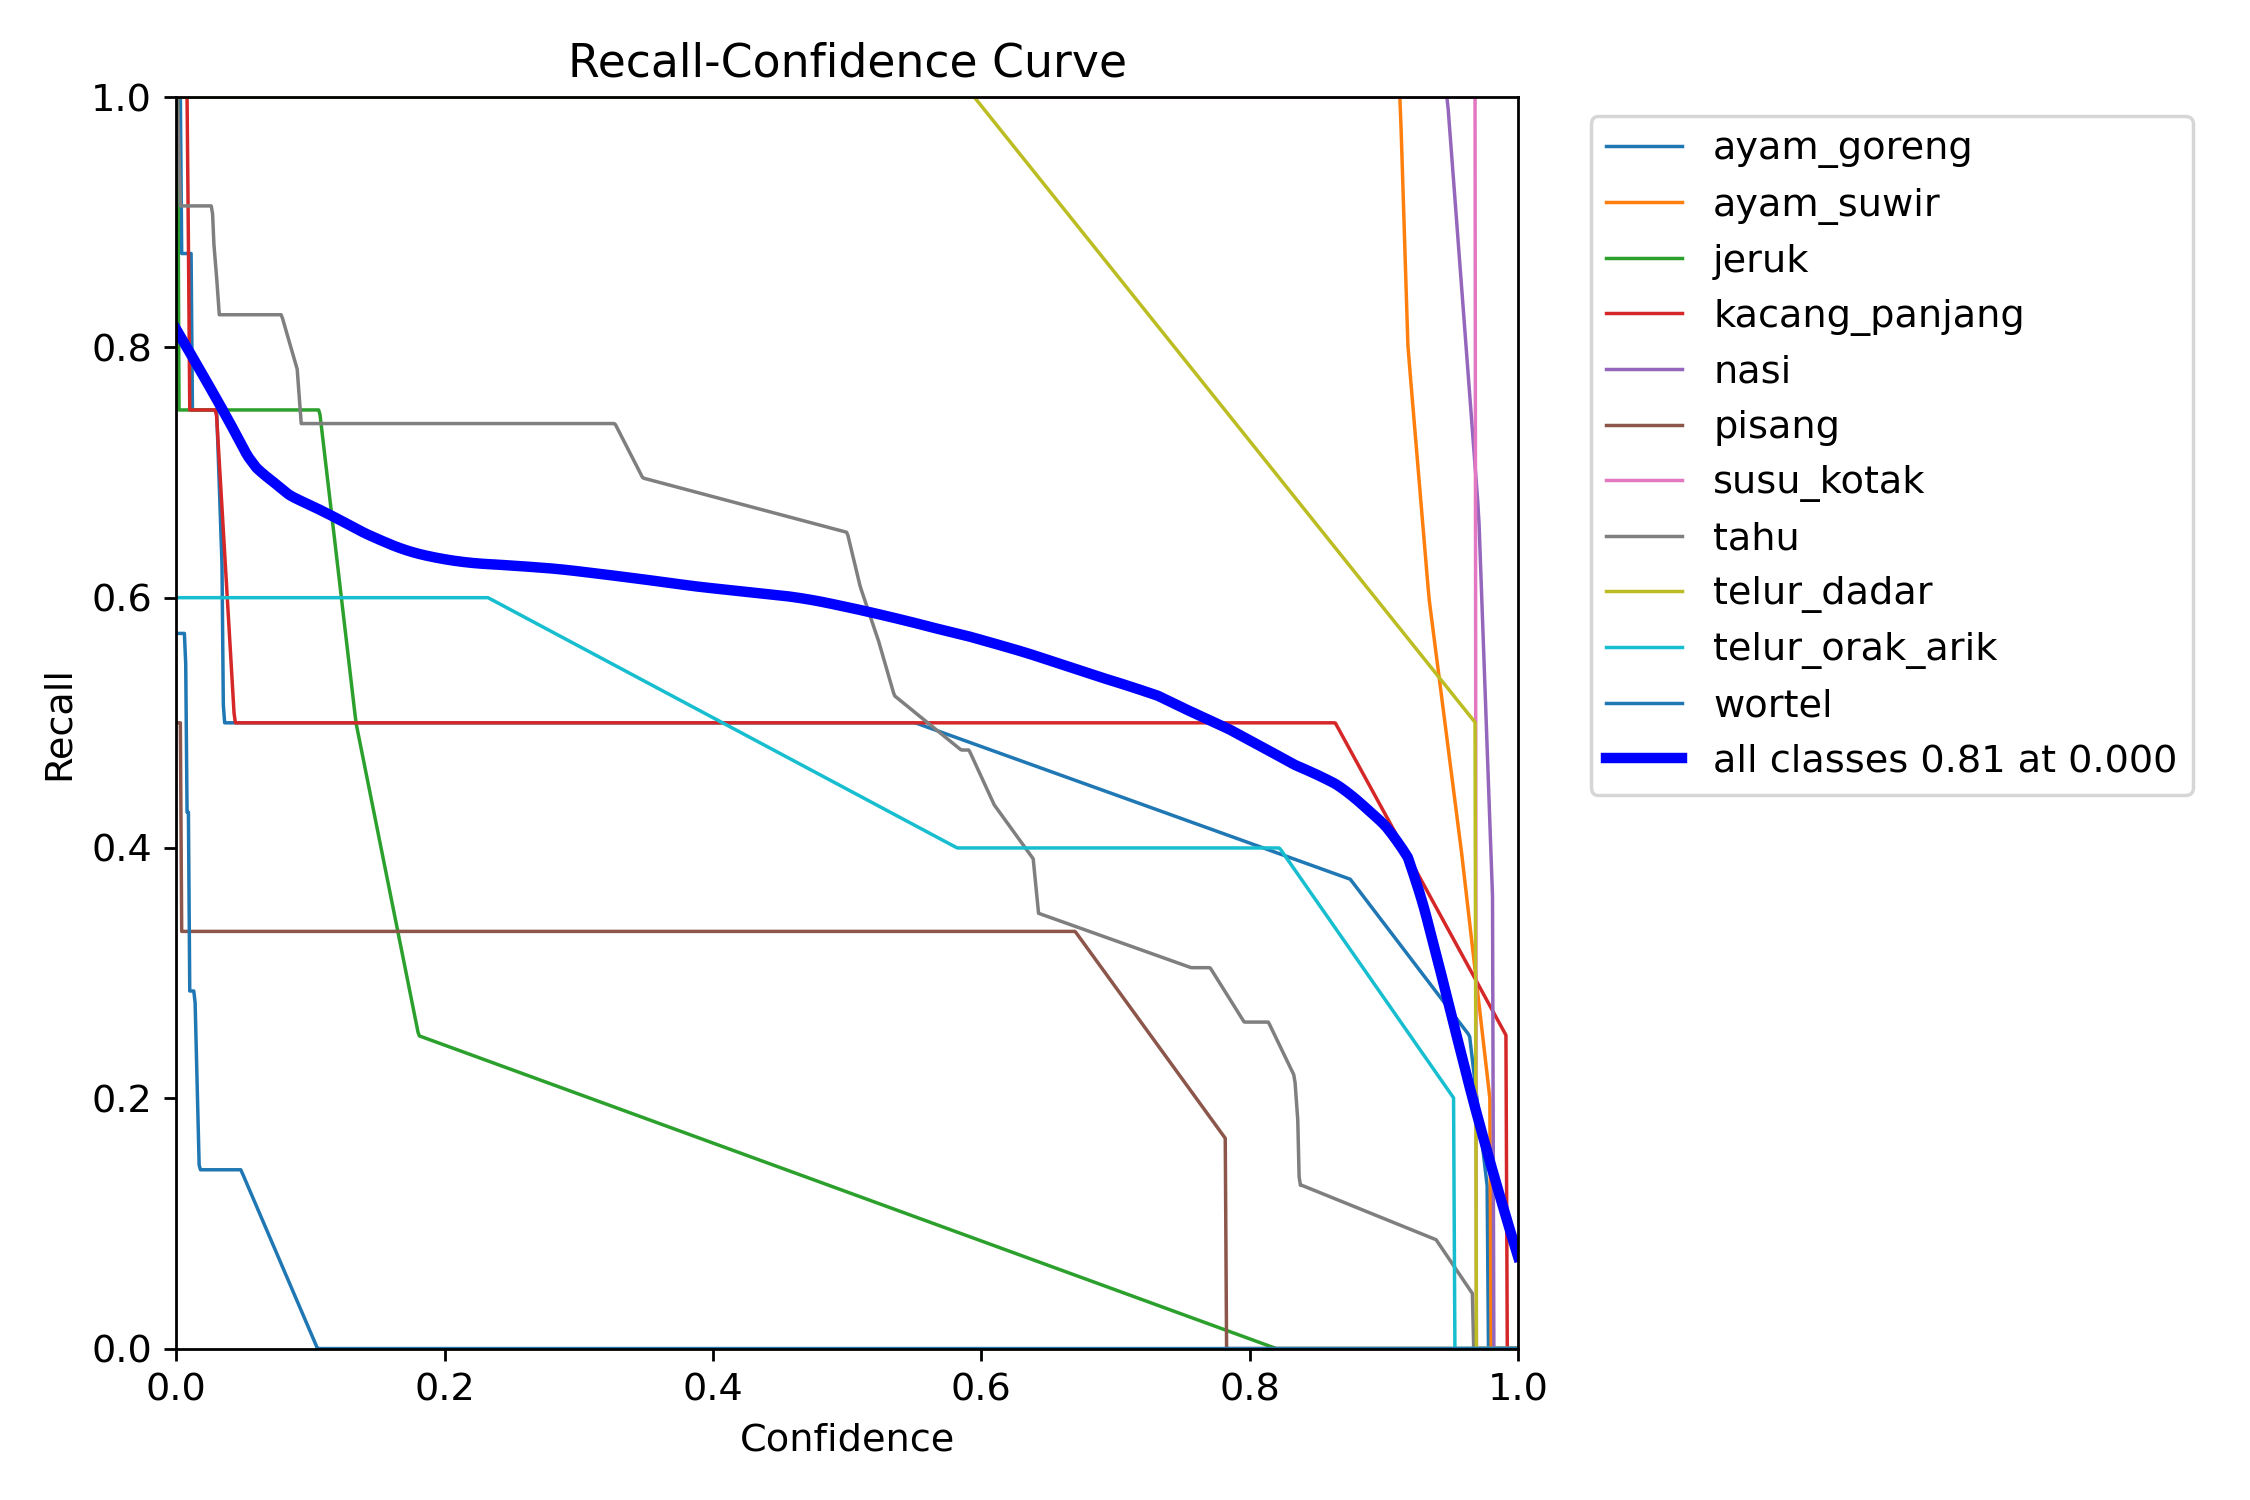 Recall-Confidence Curve
1.0
0.8
0.6
0.4
0.2
0.0
Recall
0.0 0.2 0.4 0.6 0.8 1.0
Confidence
ayam_goreng
ayam_suwir
jeruk
kacang_panjang
nasi
pisang
susu_kotak
tahu
telur_dadar
telur_orak_arik
wortel
all classes 0.81 at 0.000